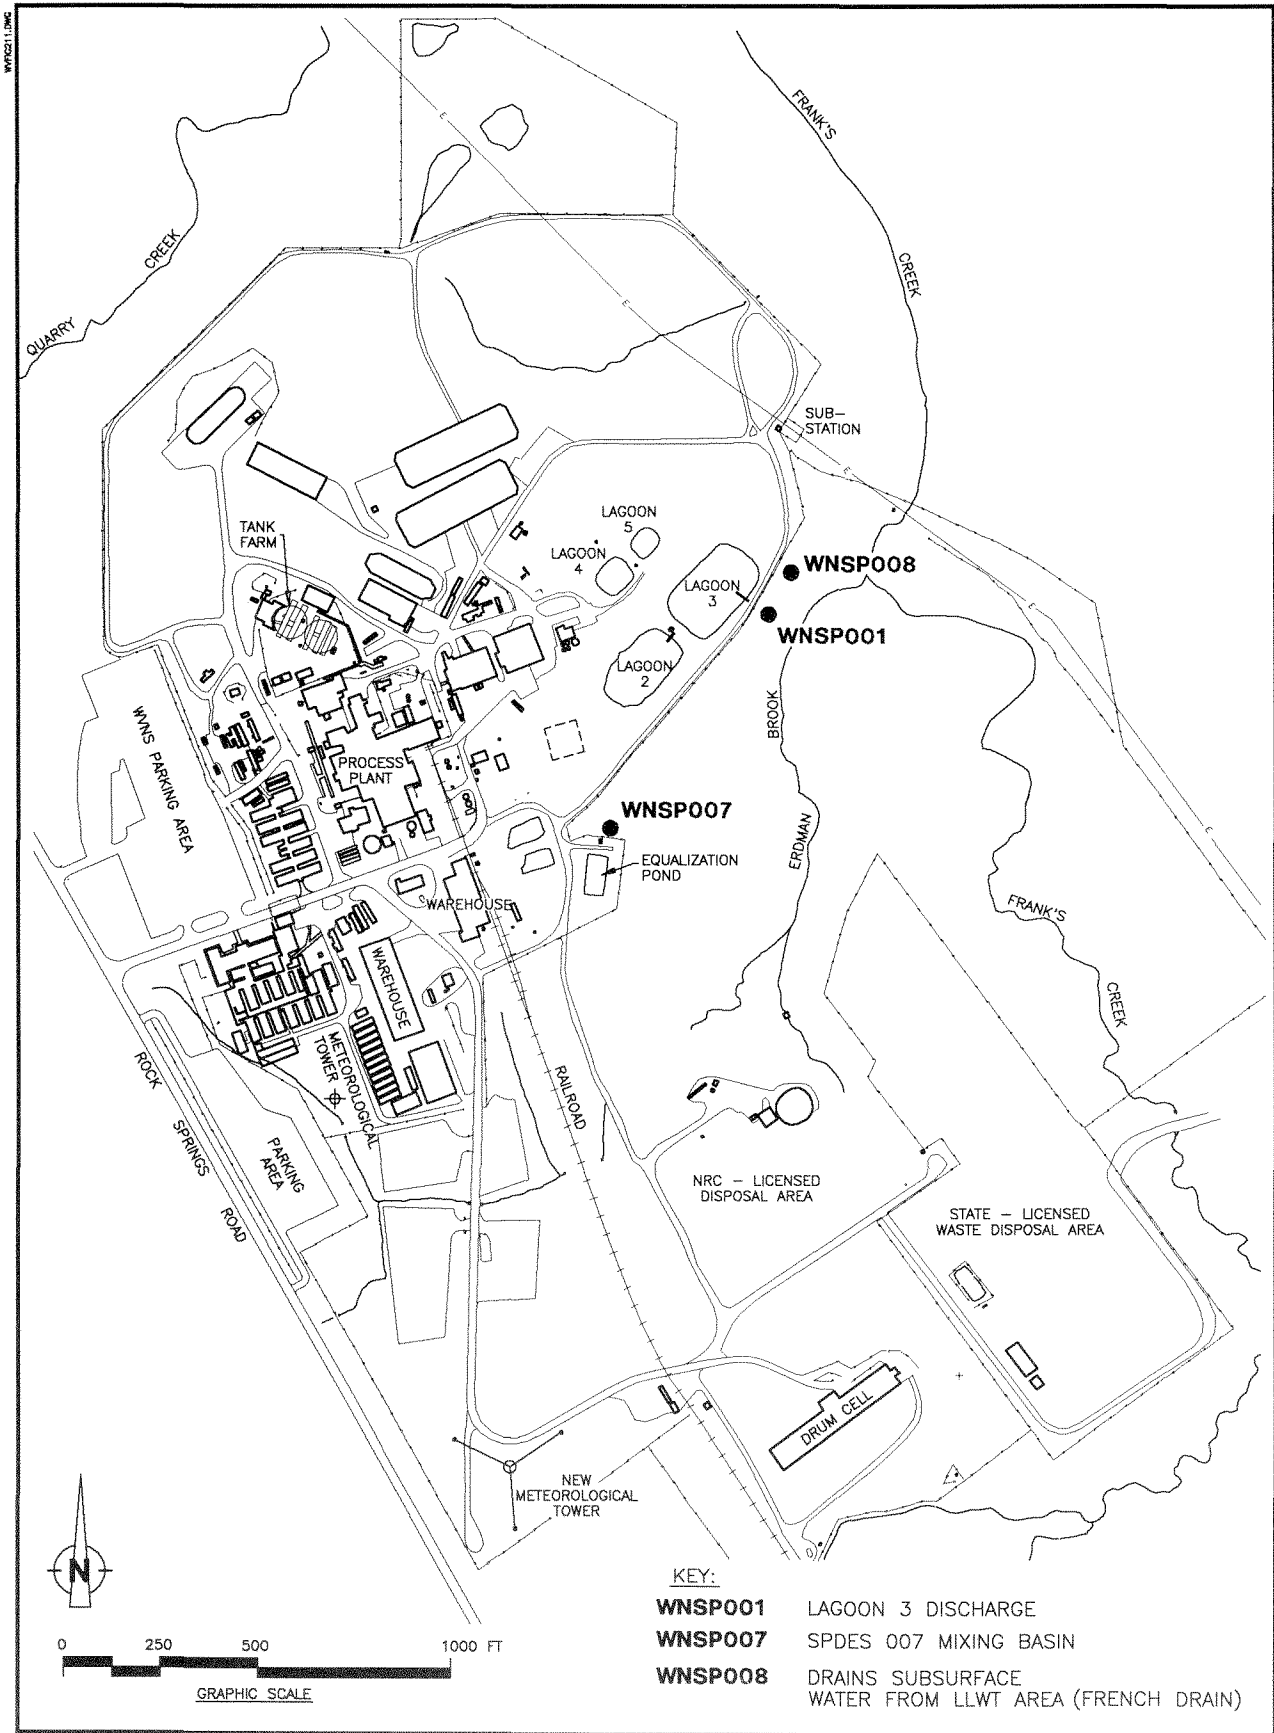 WVFIG211.DWG
FRANK'S
CREEK
CREEK
QUARRY
SUB-
STATION
LAGOON
5
TANK
FARM
LAGOON
4
LAGOON
3
WNSP008
WNSP001
LAGOON
2
BROOK
WVNS PARKING AREA
PROCESS
PLANT
WNSP007
ERDMAN
EQUALIZATION
POND
WAREHOUSE
FRANK'S
CREEK
WAREHOUSE
METEOROLOGICAL
TOWER
ROCK
SPRINGS
ROAD
RAILROAD
PARKING
AREA
NRC - LICENSED
DISPOSAL AREA
STATE - LICENSED
WASTE DISPOSAL AREA
DRUM CELL
NEW
METEOROLOGICAL
TOWER
N
E
E
E
E
E
KEY:
WNSP001 LAGOON 3 DISCHARGE
WNSP007 SPDES 007 MIXING BASIN
WNSP008 DRAINS SUBSURFACE
WATER FROM LLWT AREA (FRENCH DRAIN)
0 250 500 1000 FT
GRAPHIC SCALE